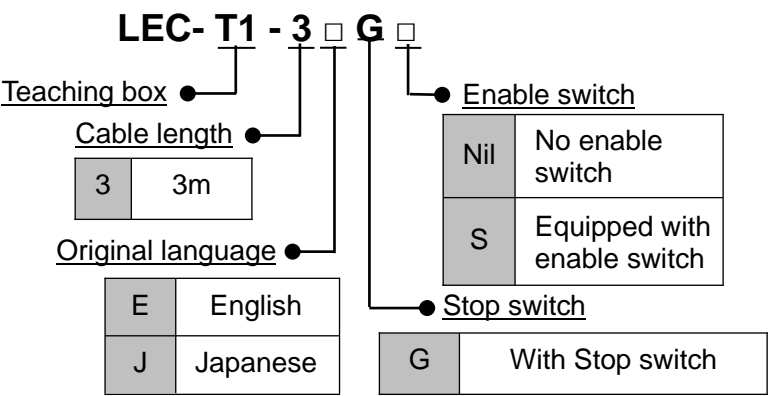 LEC- T1 - 3 □ G □
Teaching box
Enable switch
Cable length
Nil No enable
switch
3 3m
S Equipped with
enable switch
Original language
E English
Stop switch
J Japanese
G With Stop switch